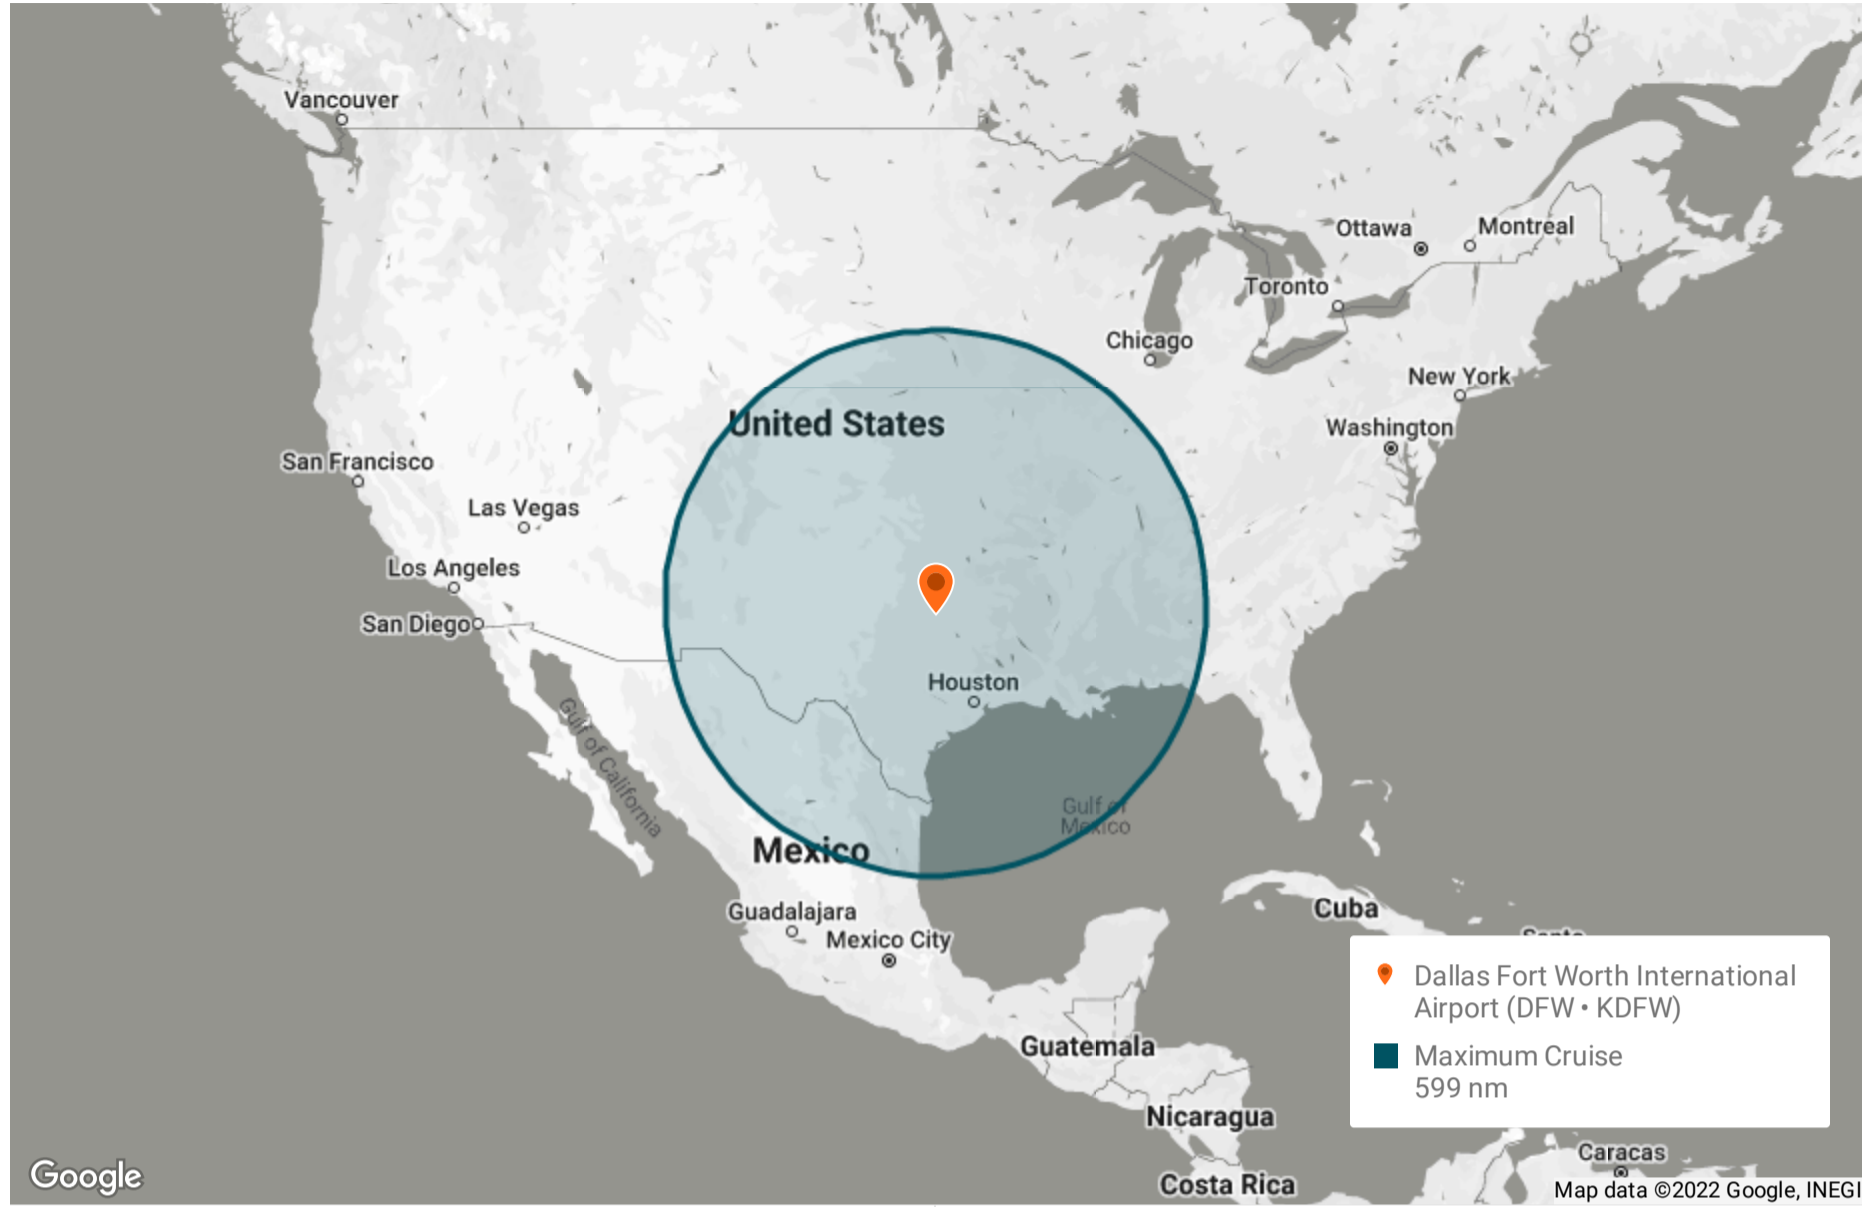 Vancouver
Ottawa
Montreal
Toronto
Chicago
New York
United States
Washington
San Francisco
Las Vegas
Los Angeles
San Diego
Houston
Gulf of California
Gulf of
Mexico
Mexico
Guadalajara
Mexico City
Cuba
Dallas Fort Worth International
Airport (DFW • KDFW)
Maximum Cruise
599 nm
Guatemala
Nicaragua
Caracas
Costa Rica
Google
Map data ©2022 Google, INEGI